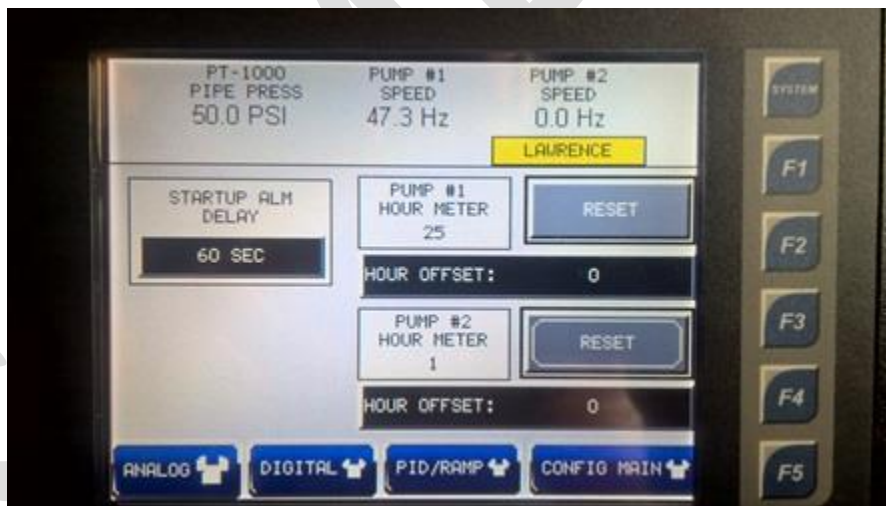 PT-1000
PIPE PRESS
50.0 PSI
PUMP #1
SPEED
47.3 Hz
PUMP #2
SPEED
0.0 Hz
LAWRENCE
STARTUP ALM
DELAY
60 SEC
PUMP #1
HOUR METER
25
RESET
HOUR OFFSET: 0
PUMP #2
HOUR METER
1
RESET
HOUR OFFSET: 0
ANALOG
DIGITAL
PID/RAMP
CONFIG MAIN
SYSTEM
F1
F2
F3
F4
F5